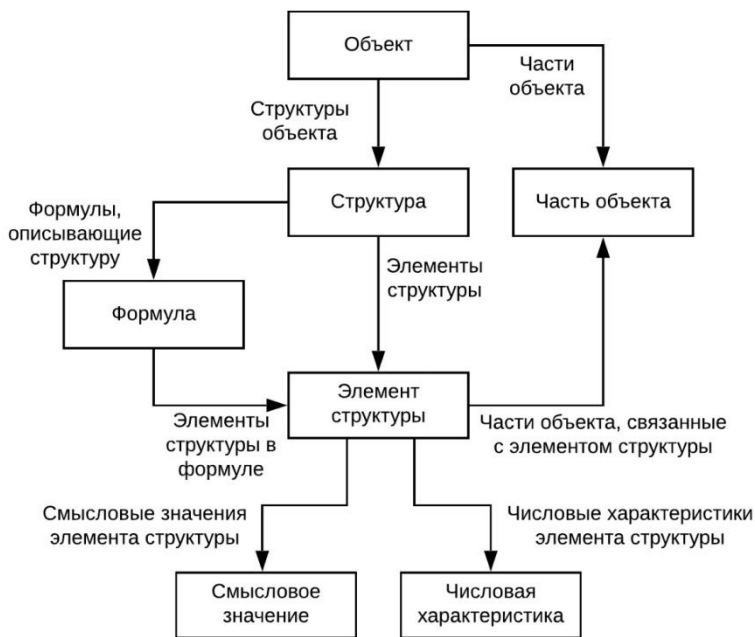 Объект
Части
объекта
Структуры
объекта
Структура
Часть объекта
Формулы,
описывающие
структуру
Элементы
структуры
Формула
Элемент
структуры
Элементы
структуры в
формуле
Части объекта, связанные
с элементом структуры
Смысловые значения
элемента структуры
Числовые характеристики
элемента структуры
Смысловое
значение
Числовая
характеристика